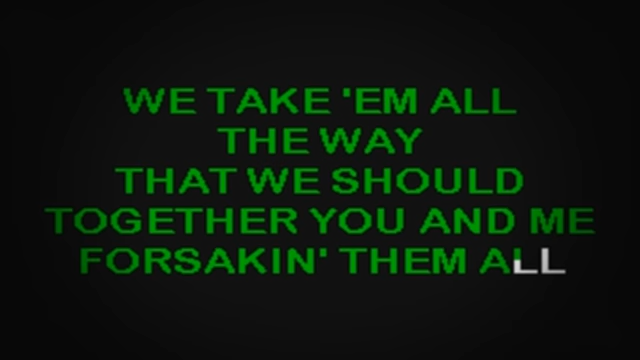 WE TAKE 'EM ALL
THE WAY
THAT WE SHOULD
TOGETHER YOU AND ME
FORSAKIN' THEM ALL